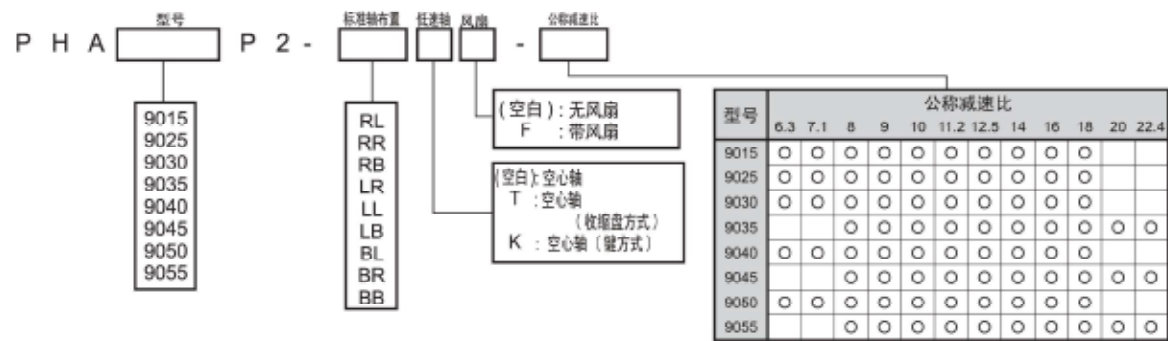 型号 标准轴布置 低速轴 风扇 公称减速比
P H A P 2 - -
9015
9025
9030
9035
9040
9045
9050
9055
RL
RR
RB
LR
LL
LB
BL
BR
BB
(空白): 无风扇
F : 带风扇
(空白): 空心轴
T : 空心轴
(收缩盘方式)
K : 空心轴(键方式)
型号 公称减速比
6.3 7.1 8 9 10 11.2 12.5 14 16 18 20 22.4
9015 ○ ○ ○ ○ ○ ○ ○ ○ ○ ○
9025 ○ ○ ○ ○ ○ ○ ○ ○ ○ ○
9030 ○ ○ ○ ○ ○ ○ ○ ○ ○ ○
9035 ○ ○ ○ ○ ○ ○ ○ ○ ○ ○
9040 ○ ○ ○ ○ ○ ○ ○ ○ ○ ○
9045 ○ ○ ○ ○ ○ ○ ○ ○ ○ ○
9050 ○ ○ ○ ○ ○ ○ ○ ○ ○ ○
9055 ○ ○ ○ ○ ○ ○ ○ ○ ○ ○